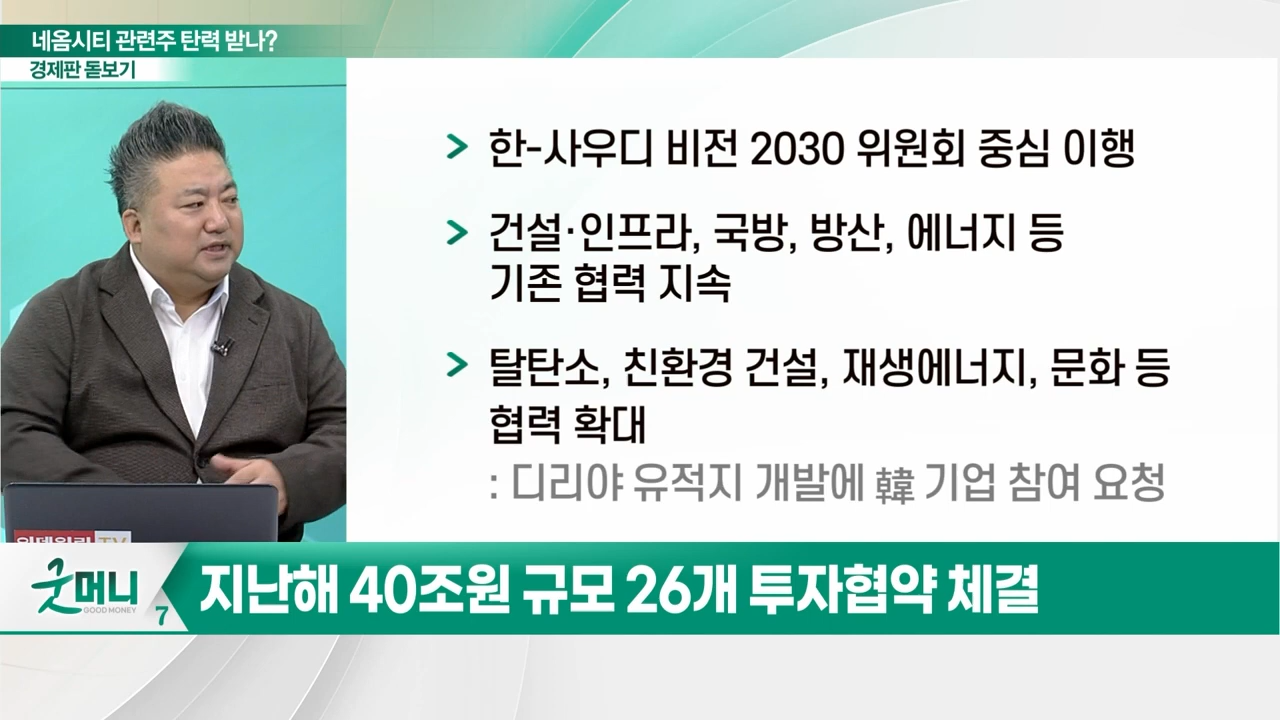 네옴시티 관련주 탄력 받나?
경제판 돋보기
> 한-사우디 비전 2030 위원회 중심 이행
> 건설·인프라, 국방, 방산, 에너지 등
기존 협력 지속
> 탈탄소, 친환경 건설, 재생에너지, 문화 등
협력 확대
: 디리야 유적지 개발에 韓 기업 참여 요청
TV
굿머니
GOOD MONEY
7
지난해 40조원 규모 26개 투자협약 체결